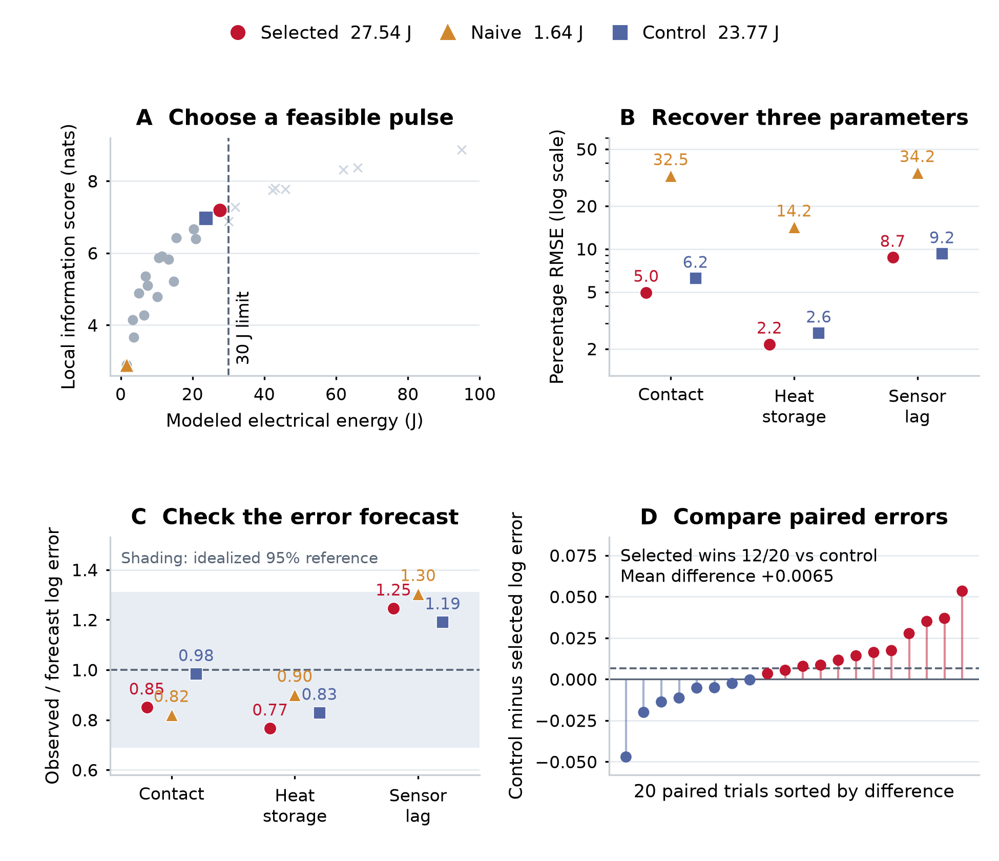 Selected 27.54 J
Naive 1.64 J
Control 23.77 J
A Choose a feasible pulse
Local information score (nats)
8
6
4
30 J limit
0 20 40 60 80 100
Modeled electrical energy (J)
B Recover three parameters
Percentage RMSE (log scale)
50
20
10
5
2
32.5
34.2
14.2
8.7
9.2
6.2
5.0
2.6
2.2
Contact
Heat
storage
Sensor
lag
C Check the error forecast
Observed / forecast log error
Shading: idealized 95% reference
1.4
1.2
1.0
0.8
0.6
1.30
1.25
1.19
0.98
0.90
0.85
0.82
0.83
0.77
Contact
Heat
storage
Sensor
lag
D Compare paired errors
Control minus selected log error
Selected wins 12/20 vs control
Mean difference +0.0065
0.075
0.050
0.025
0.000
−0.025
−0.050
20 paired trials sorted by difference